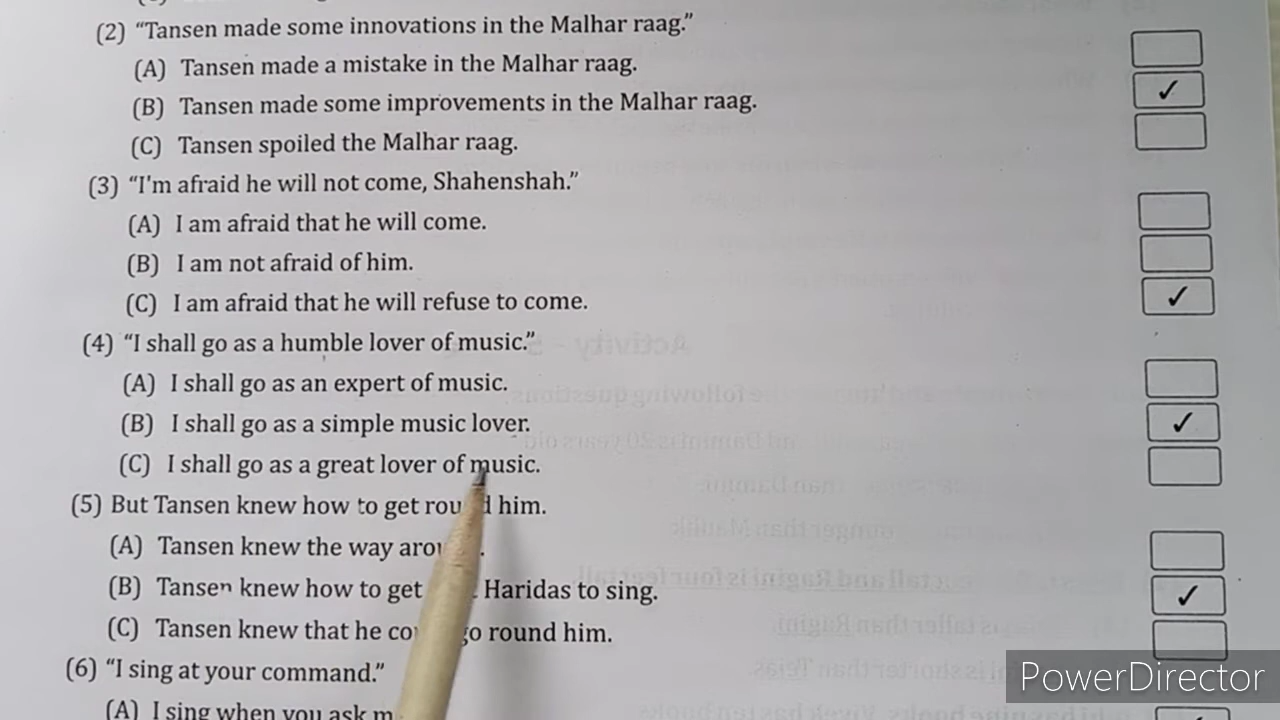 (2) “Tansen made some innovations in the Malhar raag.”
(A) Tansen made a mistake in the Malhar raag.
(B) Tansen made some improvements in the Malhar raag. ✓
(C) Tansen spoiled the Malhar raag.
(3) “I'm afraid he will not come, Shahenshah.”
(A) I am afraid that he will come.
(B) I am not afraid of him.
(C) I am afraid that he will refuse to come. ✓
(4) “I shall go as a humble lover of music.”
(A) I shall go as an expert of music.
(B) I shall go as a simple music lover. ✓
(C) I shall go as a great lover of music.
(5) But Tansen knew how to get round him.
(A) Tansen knew the way
(B) Tansen knew how to get Haridas to sing. ✓
(C) Tansen knew that he round him.
(6) “I sing at your command.”
(A) I sing when you ask
PowerDirector